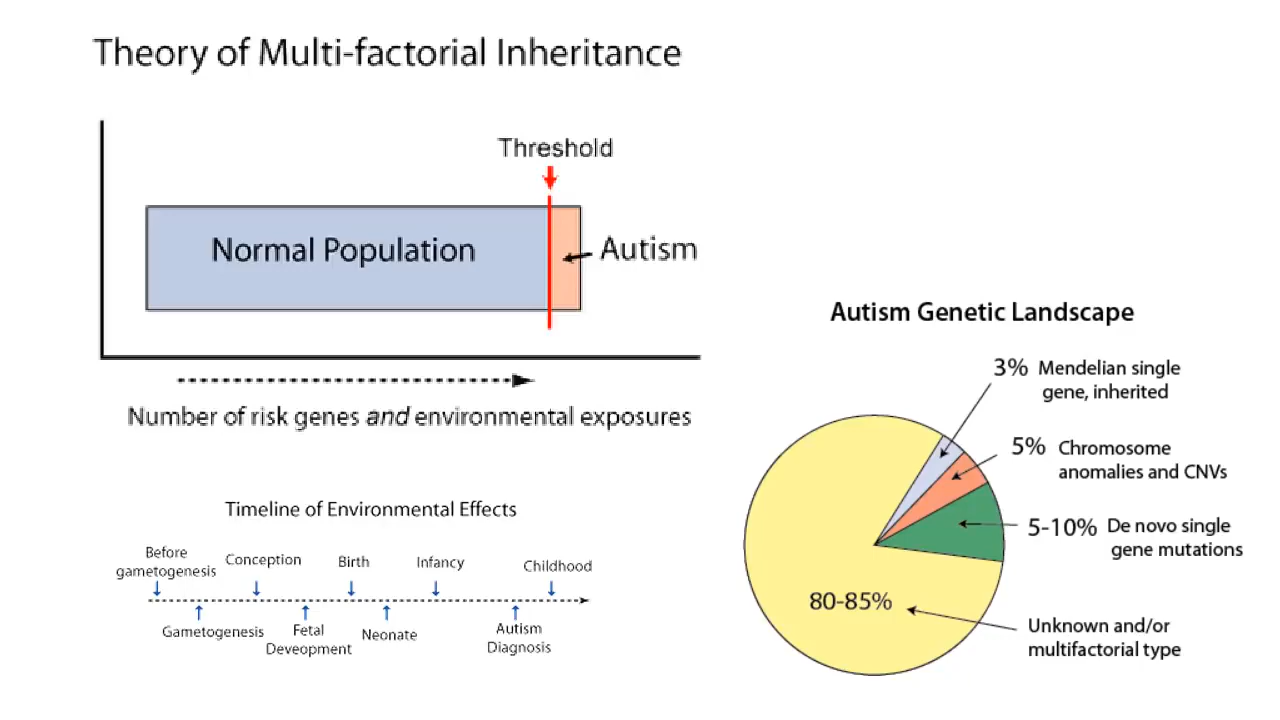 Theory of Multi-factorial Inheritance
Threshold
Normal Population
Autism
Number of risk genes and environmental exposures
Timeline of Environmental Effects
Before
gametogenesis
Conception
Birth
Infancy
Childhood
Gametogenesis
Fetal
Deveopment
Neonate
Autism
Diagnosis
Autism Genetic Landscape
3% Mendelian single
gene, inherited
5% Chromosome
anomalies and CNVs
5-10% De novo single
gene mutations
80-85%
Unknown and/or
multifactorial type